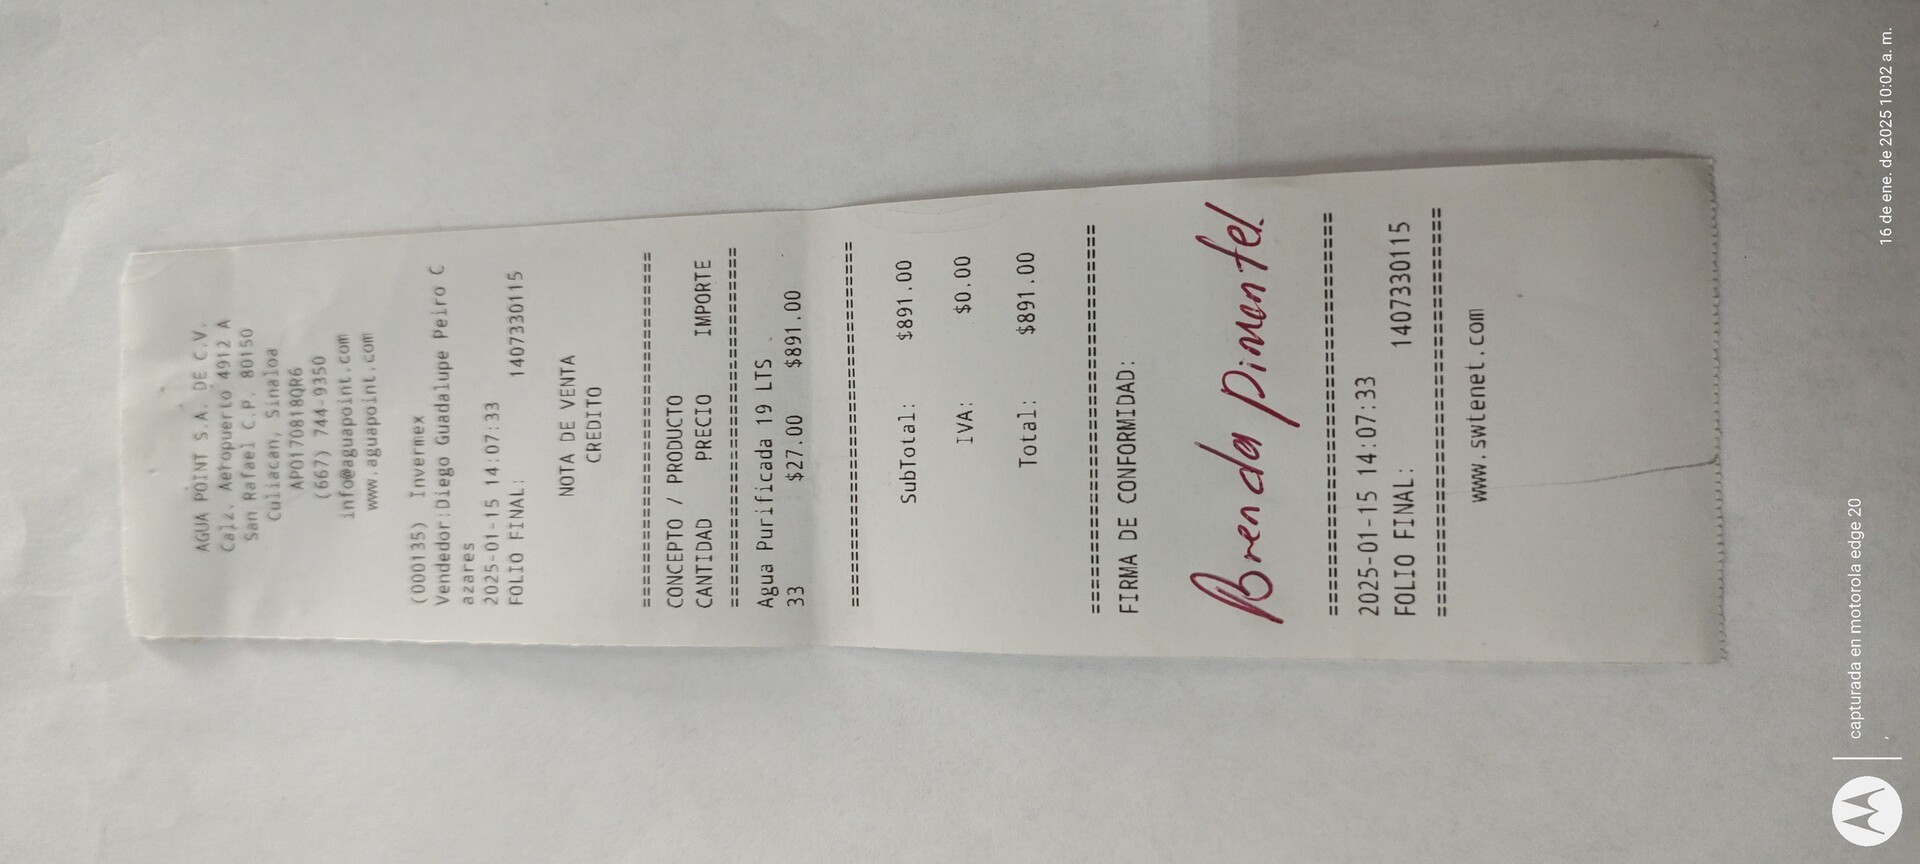 AGUA POINT S.A. DE C.V.
Calz. Aeropuerto 4912 A
San Rafael C.P. 80150
Culiacan, Sinaloa
APO170818QR6
(667) 744-9350
info@aguapoint.com
www.aguapoint.com
(000135) Invermex
Vendedor:Diego Guadalupe Peiro C
azares
2025-01-15 14:07:33
FOLIO FINAL: 1407330115
NOTA DE VENTA
CREDITO
================================
CONCEPTO / PRODUCTO
CANTIDAD PRECIO IMPORTE
================================
Agua Purificada 19 LTS
33 $27.00 $891.00
================================
SubTotal: $891.00
IVA: $0.00
Total: $891.00
================================
FIRMA DE CONFORMIDAD:
Brenda Pimentel
================================
2025-01-15 14:07:33
FOLIO FINAL: 1407330115
================================
www.swtenet.com
capturada en motorola edge 20
16 de ene. de 2025 10:02 a. m.